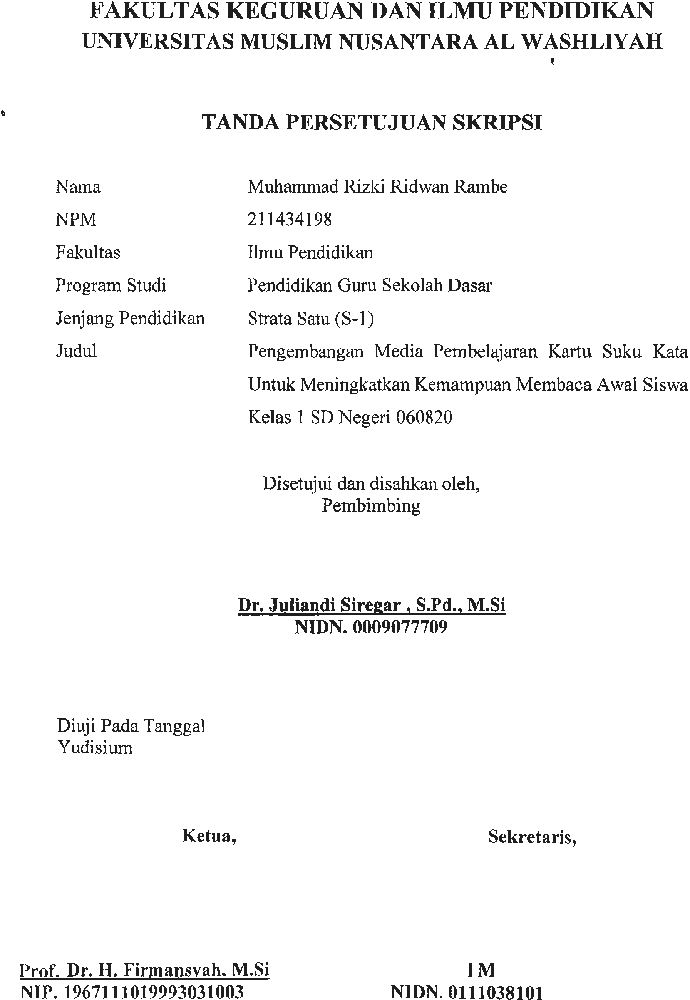 FAKULTAS KEGURUAN DAN ILMU PENDIDIKAN
UNIVERSITAS MUSLIM NUSANTARA AL WASHLIYAH
TANDA PERSETUJUAN SKRIPSI
Nama Muhammad Rizki Ridwan Rambe
NPM 211434198
Fakultas Ilmu Pendidikan
Program Studi Pendidikan Guru Sekolah Dasar
Jenjang Pendidikan Strata Satu (S-1)
Judul Pengembangan Media Pembelajaran Kartu Suku Kata
Untuk Meningkatkan Kemampuan Membaca Awal Siswa
Kelas 1 SD Negeri 060820
Disetujui dan disahkan oleh,
Pembimbing
Dr. Juliandi Siregar , S.Pd., M.Si
NIDN. 0009077709
Diuji Pada Tanggal
Yudisium
Ketua, Sekretaris,
Prof. Dr. H. Firmansyah. M.Si 1 M
NIP. 1967111019993031003 NIDN. 0111038101